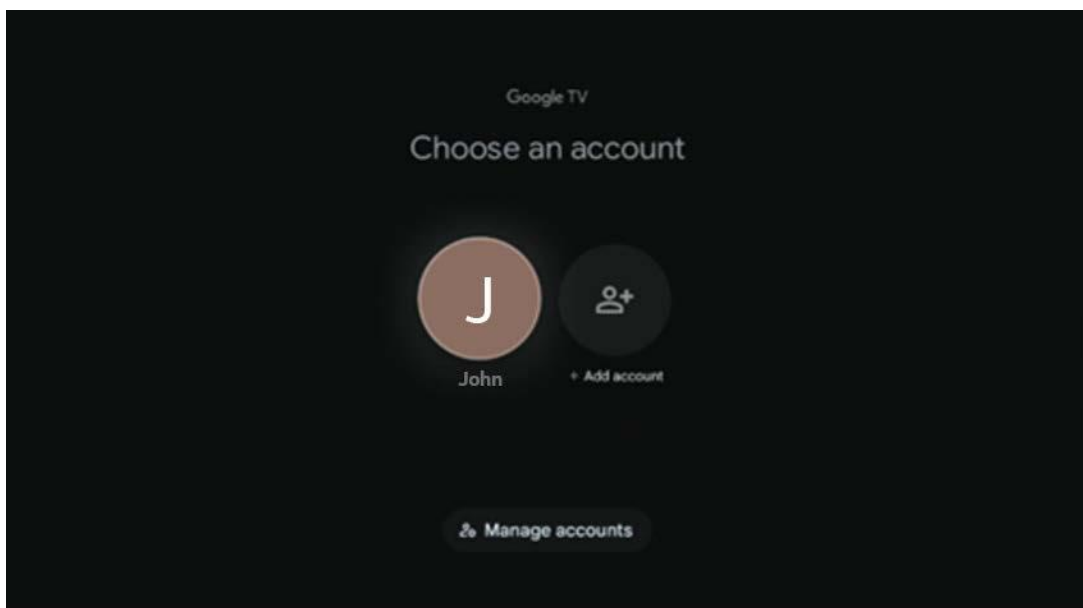 Google TV
Choose an account
J
John
+ Add account
Manage accounts